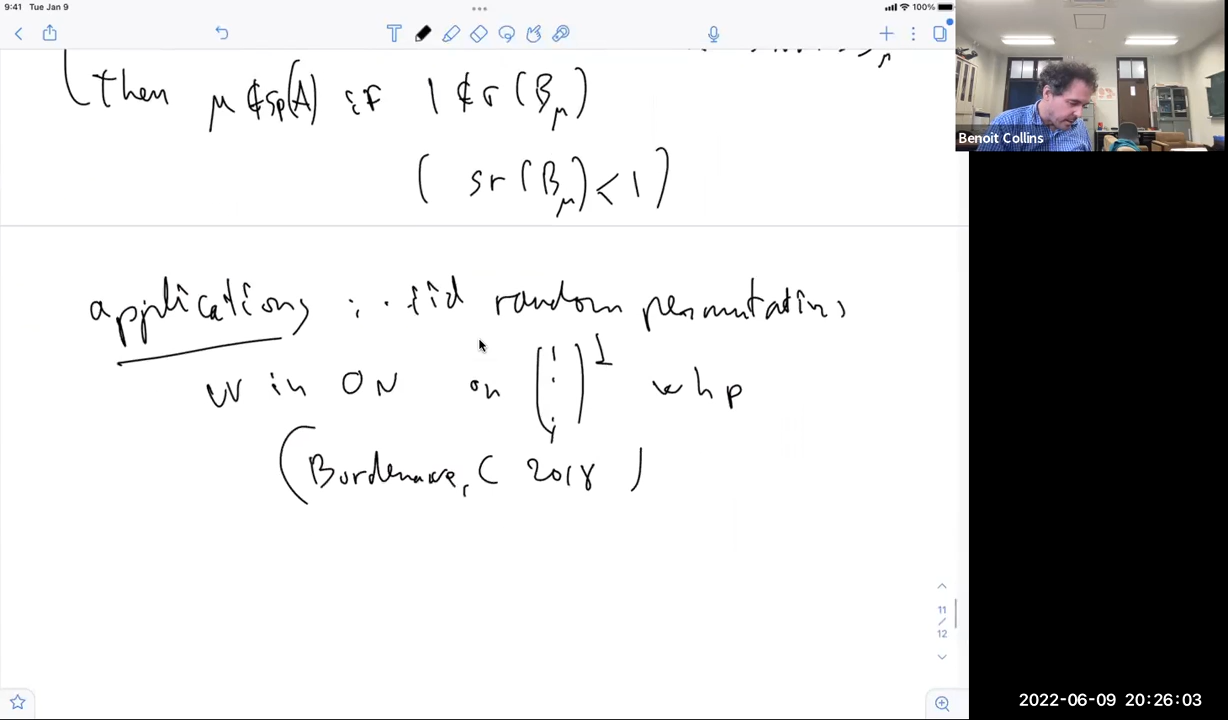 9:41 Tue Jan 9
100%
then μ ∉ Sp(A) if 1 ∉ σ(B_μ)
( sr(B_μ) < 1 )
applications : · iid random permutations
W in ON on (1 ⋮ 1)^⊥ whp
(Bordenave, C 2018)
11
/
12
Benoit Collins
2022-06-09 20:26:03